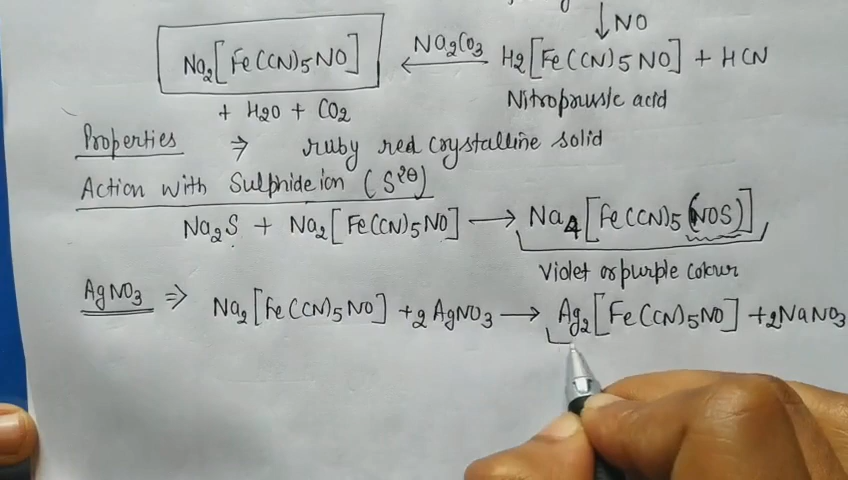 ↓NO
Na2[Fe(CN)5NO] ←Na2Co3 H2[Fe(CN)5NO] + HCN
+ H2O + CO2 Nitroprussic acid
Properties ⇒ ruby red crystalline solid
Action with Sulphide ion (S2⊖)
Na2S + Na2[Fe(CN)5NO] → Na4[Fe(CN)5(NOS)]
Violet or purple colour
AgNO3 ⇒ Na2[Fe(CN)5NO] + 2AgNO3 → Ag2[Fe(CN)5NO] + 2NaNO3